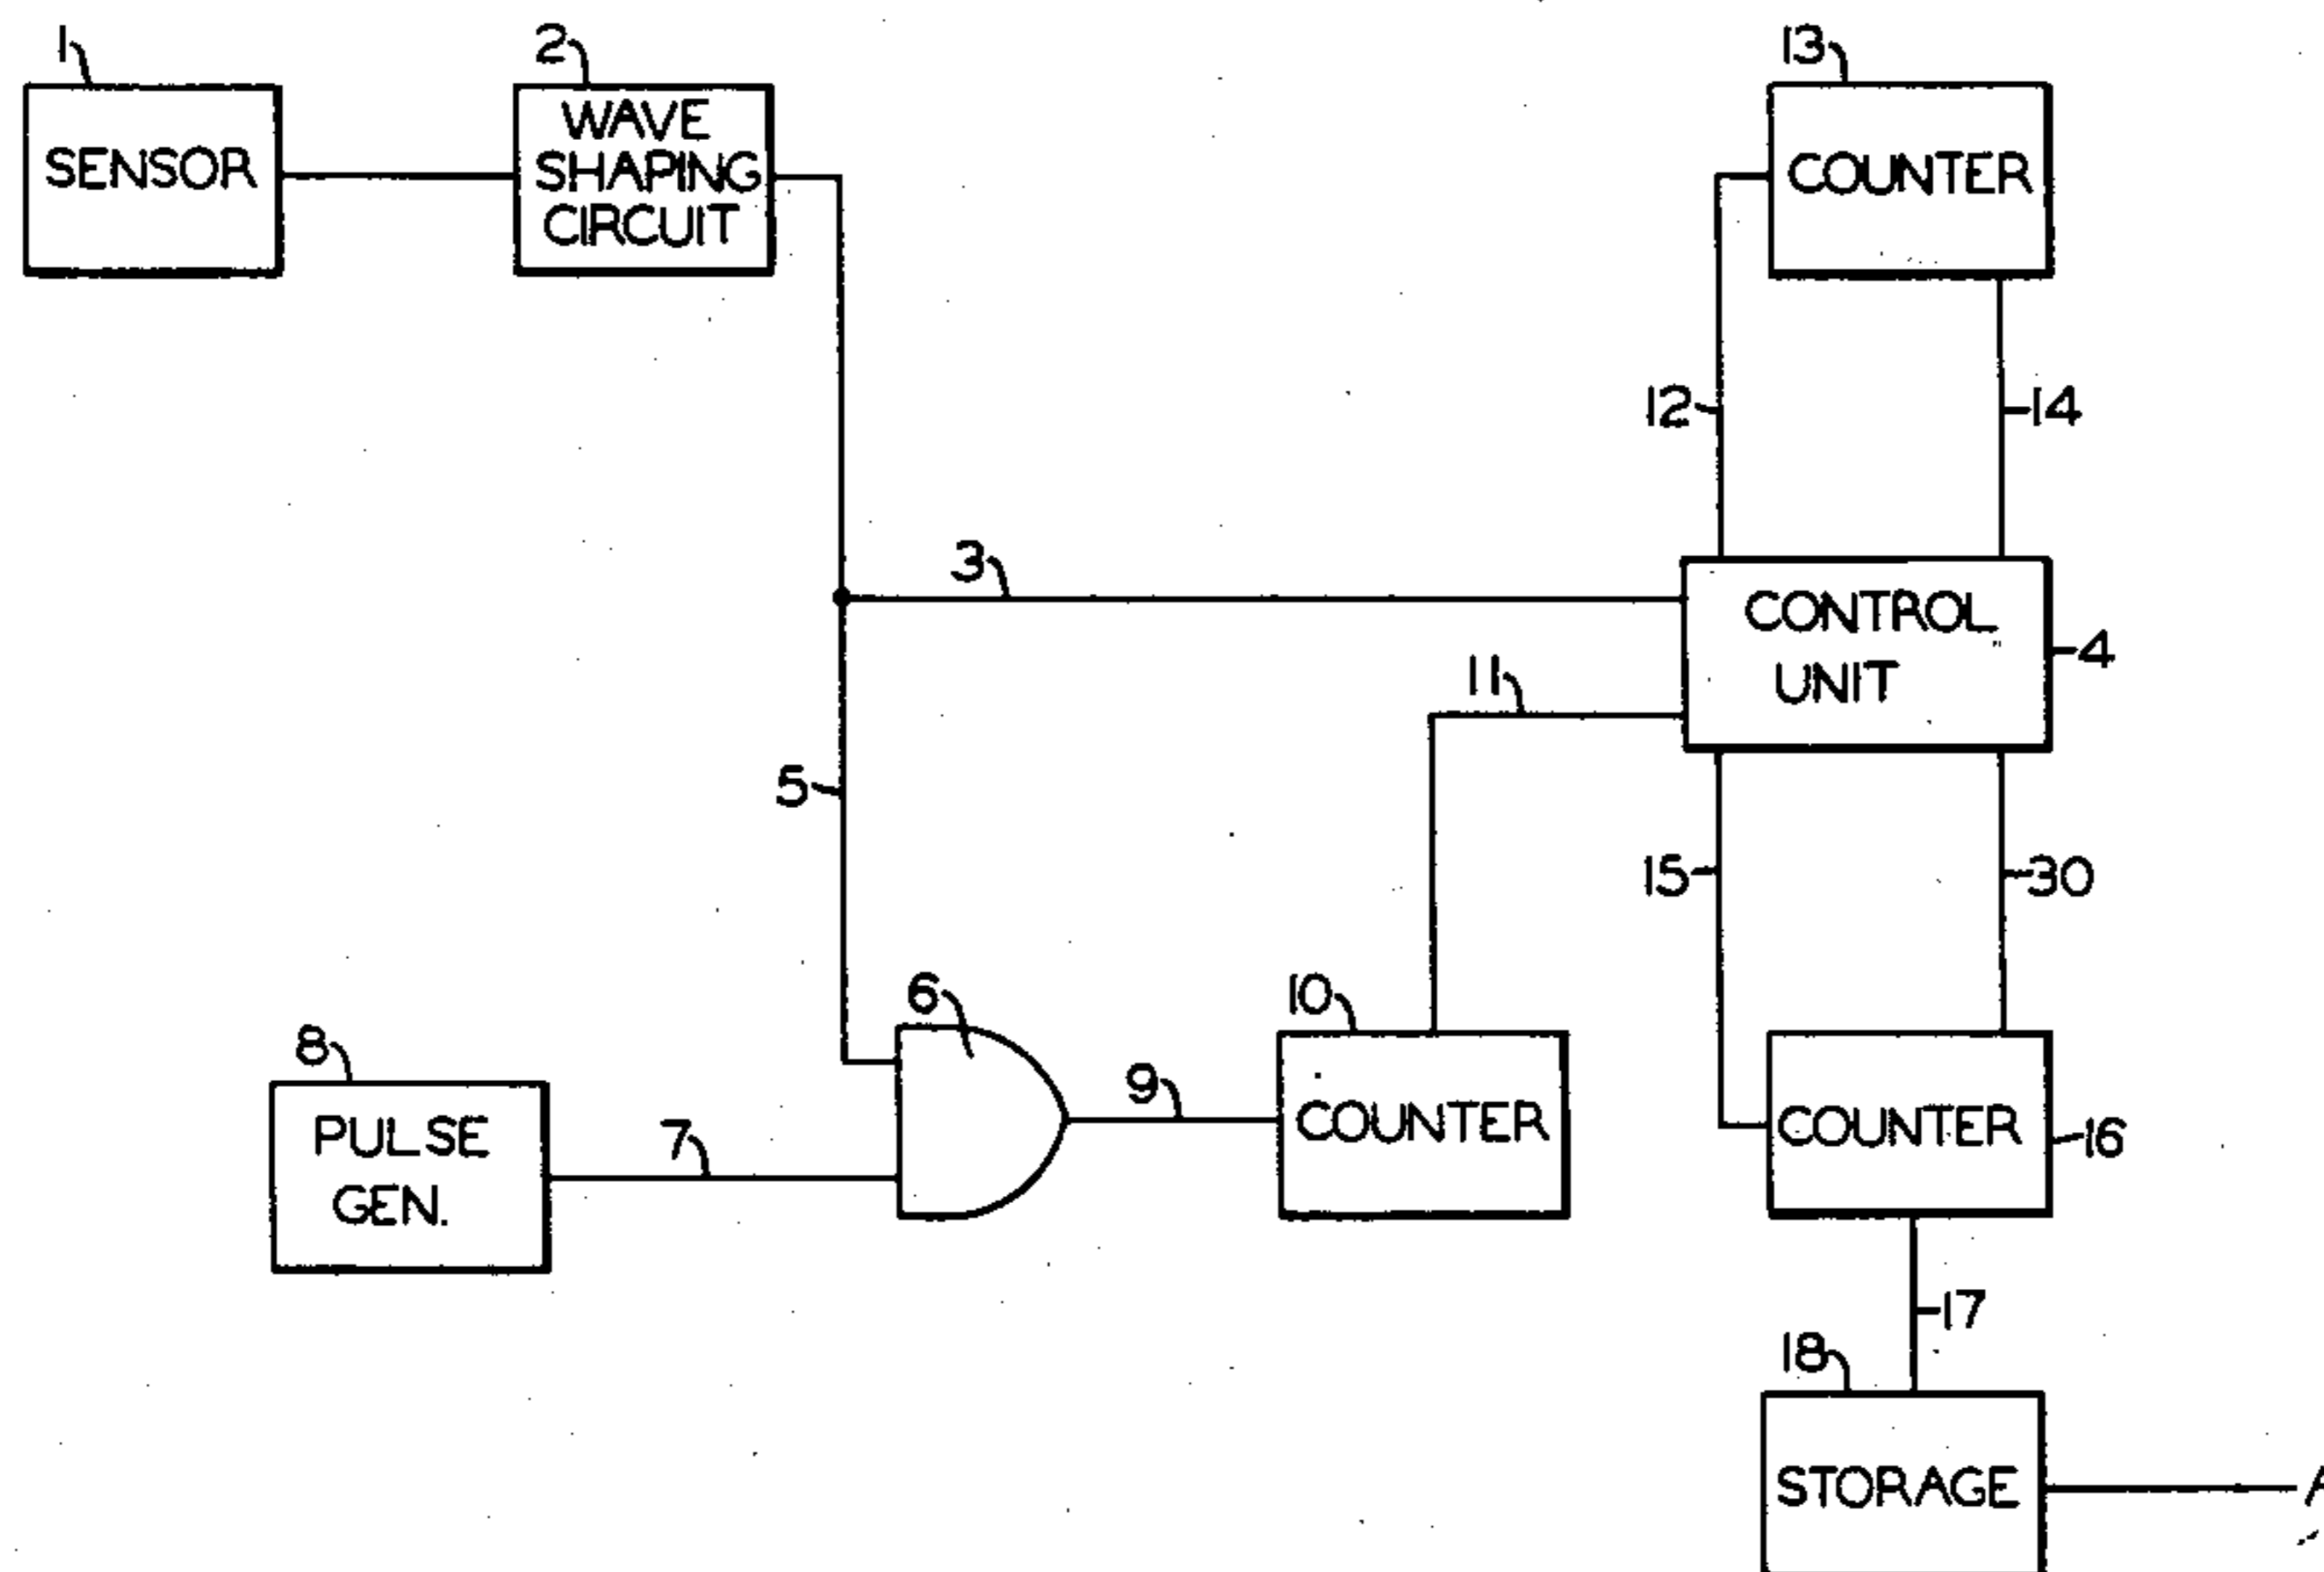 1
2
13
SENSOR
WAVE
SHAPING
CIRCUIT
COUNTER
12
14
3
CONTROL
UNIT
4
11
5
15
30
6
10
8
9
7
PULSE
GEN.
COUNTER
COUNTER
16
17
18
STORAGE